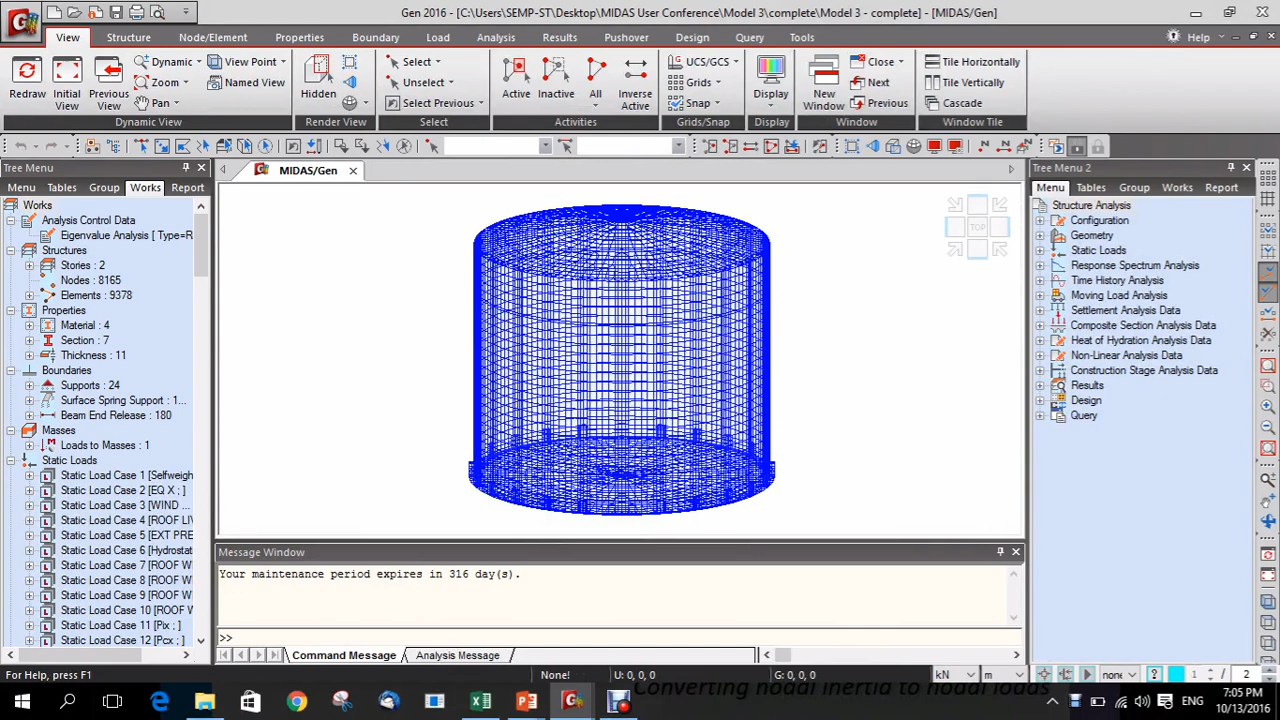 Gen
Gen 2016 - [C:\Users\SEMP-ST\Desktop\MIDAS User Conference\Model 3\complete\Model 3 - complete] - [MIDAS/Gen]
View Structure Node/Element Properties Boundary Load Analysis Results Pushover Design Query Tools Help
Redraw
Initial View
Previous View
Dynamic
Zoom
Pan
View Point
Named View
Dynamic View
Hidden
Render View
Select
Unselect
Select Previous
Select
Active
Inactive
All
Inverse Active
Activities
UCS/GCS
Grids
Snap
Grids/Snap
Display
Display
New Window
Close
Next
Previous
Window
Tile Horizontally
Tile Vertically
Cascade
Window Tile
Tree Menu
Menu Tables Group Works Report
Works
Analysis Control Data
Eigenvalue Analysis [ Type=R
Structures
Stories : 2
Nodes : 8165
Elements : 9378
Properties
Material : 4
Section : 7
Thickness : 11
Boundaries
Supports : 24
Surface Spring Support : 1...
Beam End Release : 180
Masses
Loads to Masses : 1
Static Loads
Static Load Case 1 [Selfweigh
Static Load Case 2 [EQ X ; ]
Static Load Case 3 [WIND ...
Static Load Case 4 [ROOF LI
Static Load Case 5 [EXT PRE
Static Load Case 6 [Hydrostat
Static Load Case 7 [ROOF W
Static Load Case 8 [ROOF W
Static Load Case 9 [ROOF W
Static Load Case 10 [ROOF W
Static Load Case 11 [Pix ; ]
Static Load Case 12 [Pcx ; ]
MIDAS/Gen
TOP
Message Window
Your maintenance period expires in 316 day(s).
>>
Command Message Analysis Message
Tree Menu 2
Menu Tables Group Works Report
Structure Analysis
Configuration
Geometry
Static Loads
Response Spectrum Analysis
Time History Analysis
Moving Load Analysis
Settlement Analysis Data
Composite Section Analysis Data
Heat of Hydration Analysis Data
Non-Linear Analysis Data
Construction Stage Analysis Data
Results
Design
Query
For Help, press F1
None!
U: 0, 0, 0
G: 0, 0, 0
kN
m
none
?
1 / 2
Converting nodal inertia to nodal loads
ENG
7:05 PM
10/13/2016